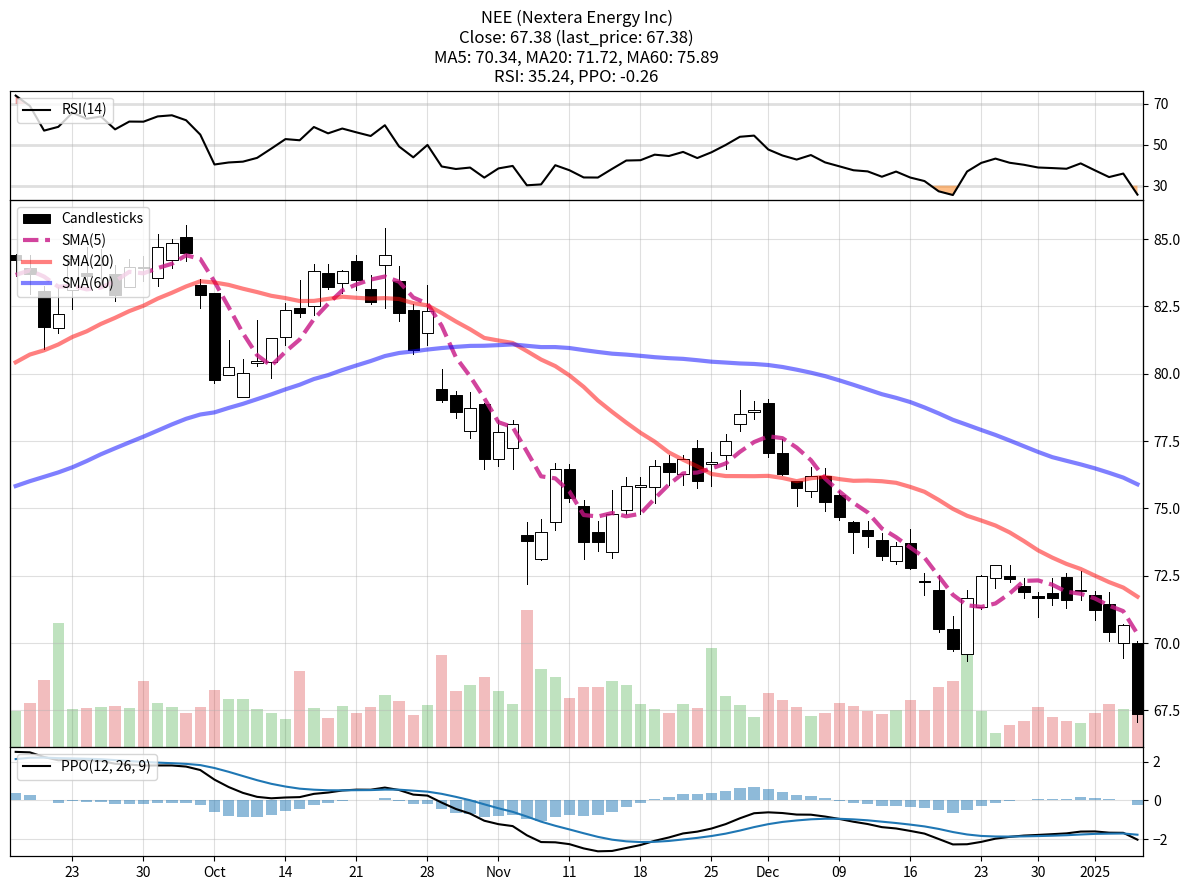 NEE (Nextera Energy Inc)
Close: 67.38 (last_price: 67.38)
MA5: 70.34, MA20: 71.72, MA60: 75.89
RSI: 35.24, PPO: -0.26
RSI(14)
70
50
30
Candlesticks
SMA(5)
SMA(20)
SMA(60)
85.0
82.5
80.0
77.5
75.0
72.5
70.0
67.5
PPO(12, 26, 9)
2
0
−2
23 30 Oct 14 21 28 Nov 11 18 25 Dec 09 16 23 30 2025